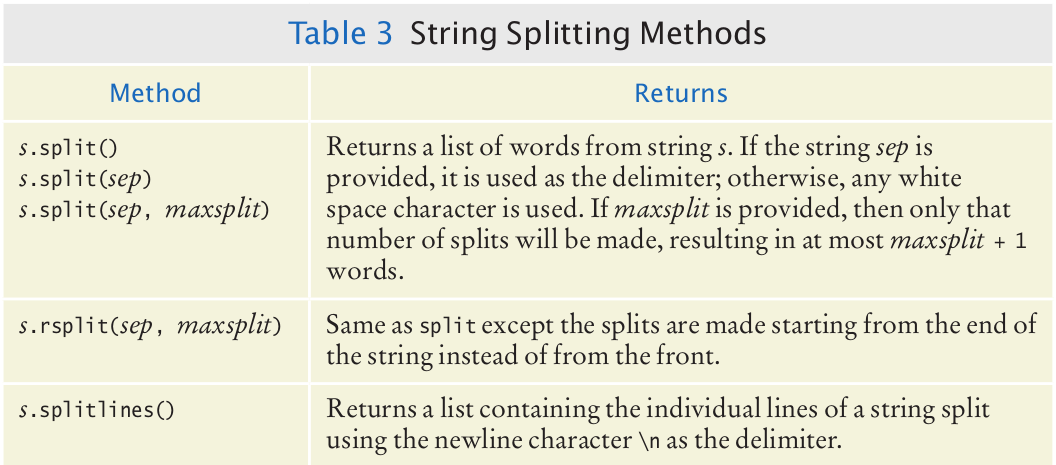 Table 3 String Splitting Methods
Method Returns
s.split()
s.split(sep)
s.split(sep, maxsplit)
Returns a list of words from string s. If the string sep is
provided, it is used as the delimiter; otherwise, any white
space character is used. If maxsplit is provided, then only that
number of splits will be made, resulting in at most maxsplit + 1
words.
s.rsplit(sep, maxsplit)
Same as split except the splits are made starting from the end of
the string instead of from the front.
s.splitlines()
Returns a list containing the individual lines of a string split
using the newline character \n as the delimiter.